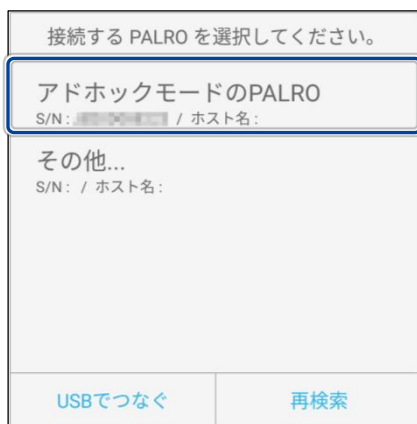 接続する PALRO を選択してください。
アドホックモードのPALRO
S/N : / ホスト名 :
その他...
S/N : / ホスト名 :
USBでつなぐ
再検索